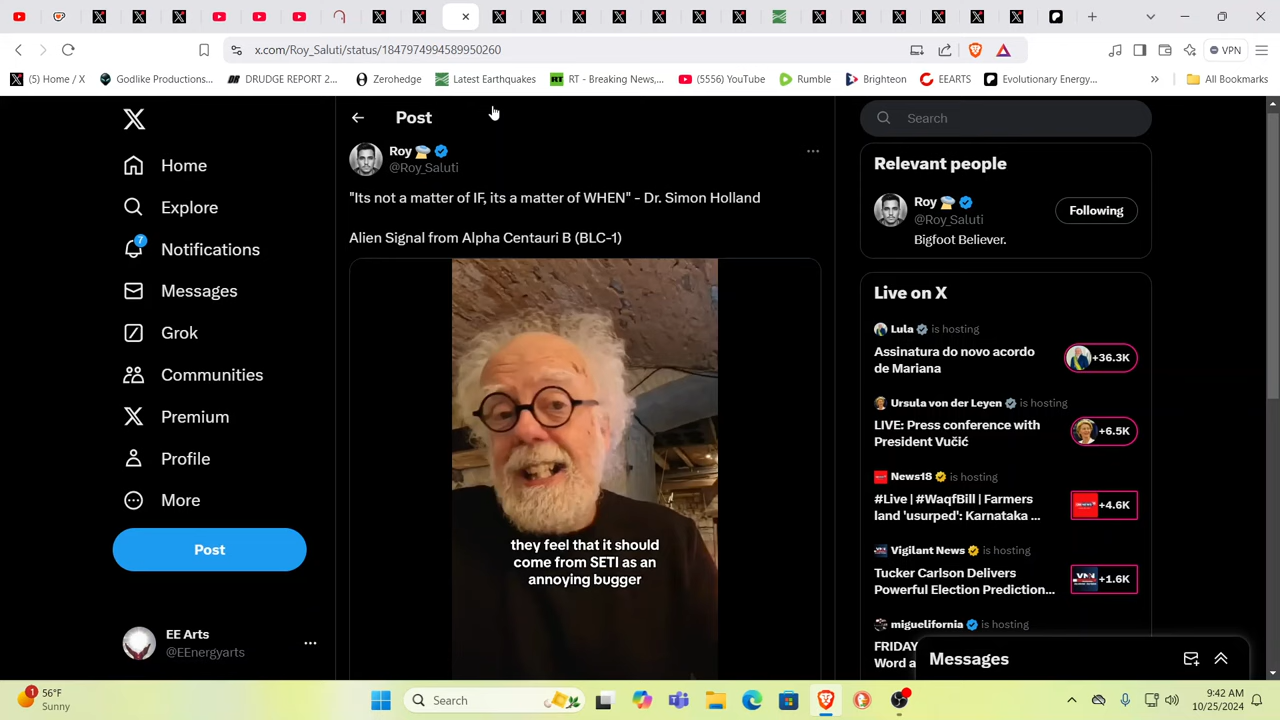 x.com/Roy_Saluti/status/1847974994589950260
VPN
(5) Home / X
Godlike Productions...
DRUDGE REPORT 2...
Zerohedge
Latest Earthquakes
RT - Breaking News,...
(5555) YouTube
Rumble
Brighteon
EEARTS
Evolutionary Energy...
»
All Bookmarks
Home
Explore
7
Notifications
Messages
Grok
Communities
Premium
Profile
More
Post
EE Arts
@EEnergyarts
Post
Roy
@Roy_Saluti
"Its not a matter of IF, its a matter of WHEN" - Dr. Simon Holland
Alien Signal from Alpha Centauri B (BLC-1)
they feel that it should
come from SETI as an
annoying bugger
Search
Relevant people
Roy
@Roy_Saluti
Following
Bigfoot Believer.
Live on X
Lula is hosting
Assinatura do novo acordo
de Mariana
+36.3K
Ursula von der Leyen is hosting
LIVE: Press conference with
President Vučić
+6.5K
News18 is hosting
#Live | #WaqfBill | Farmers
land 'usurped': Karnataka ...
+4.6K
Vigilant News is hosting
Tucker Carlson Delivers
Powerful Election Prediction...
+1.6K
miguelifornia is hosting
FRIDAY
Word a
Messages
1
56°F
Sunny
Search
9:42 AM
10/25/2024